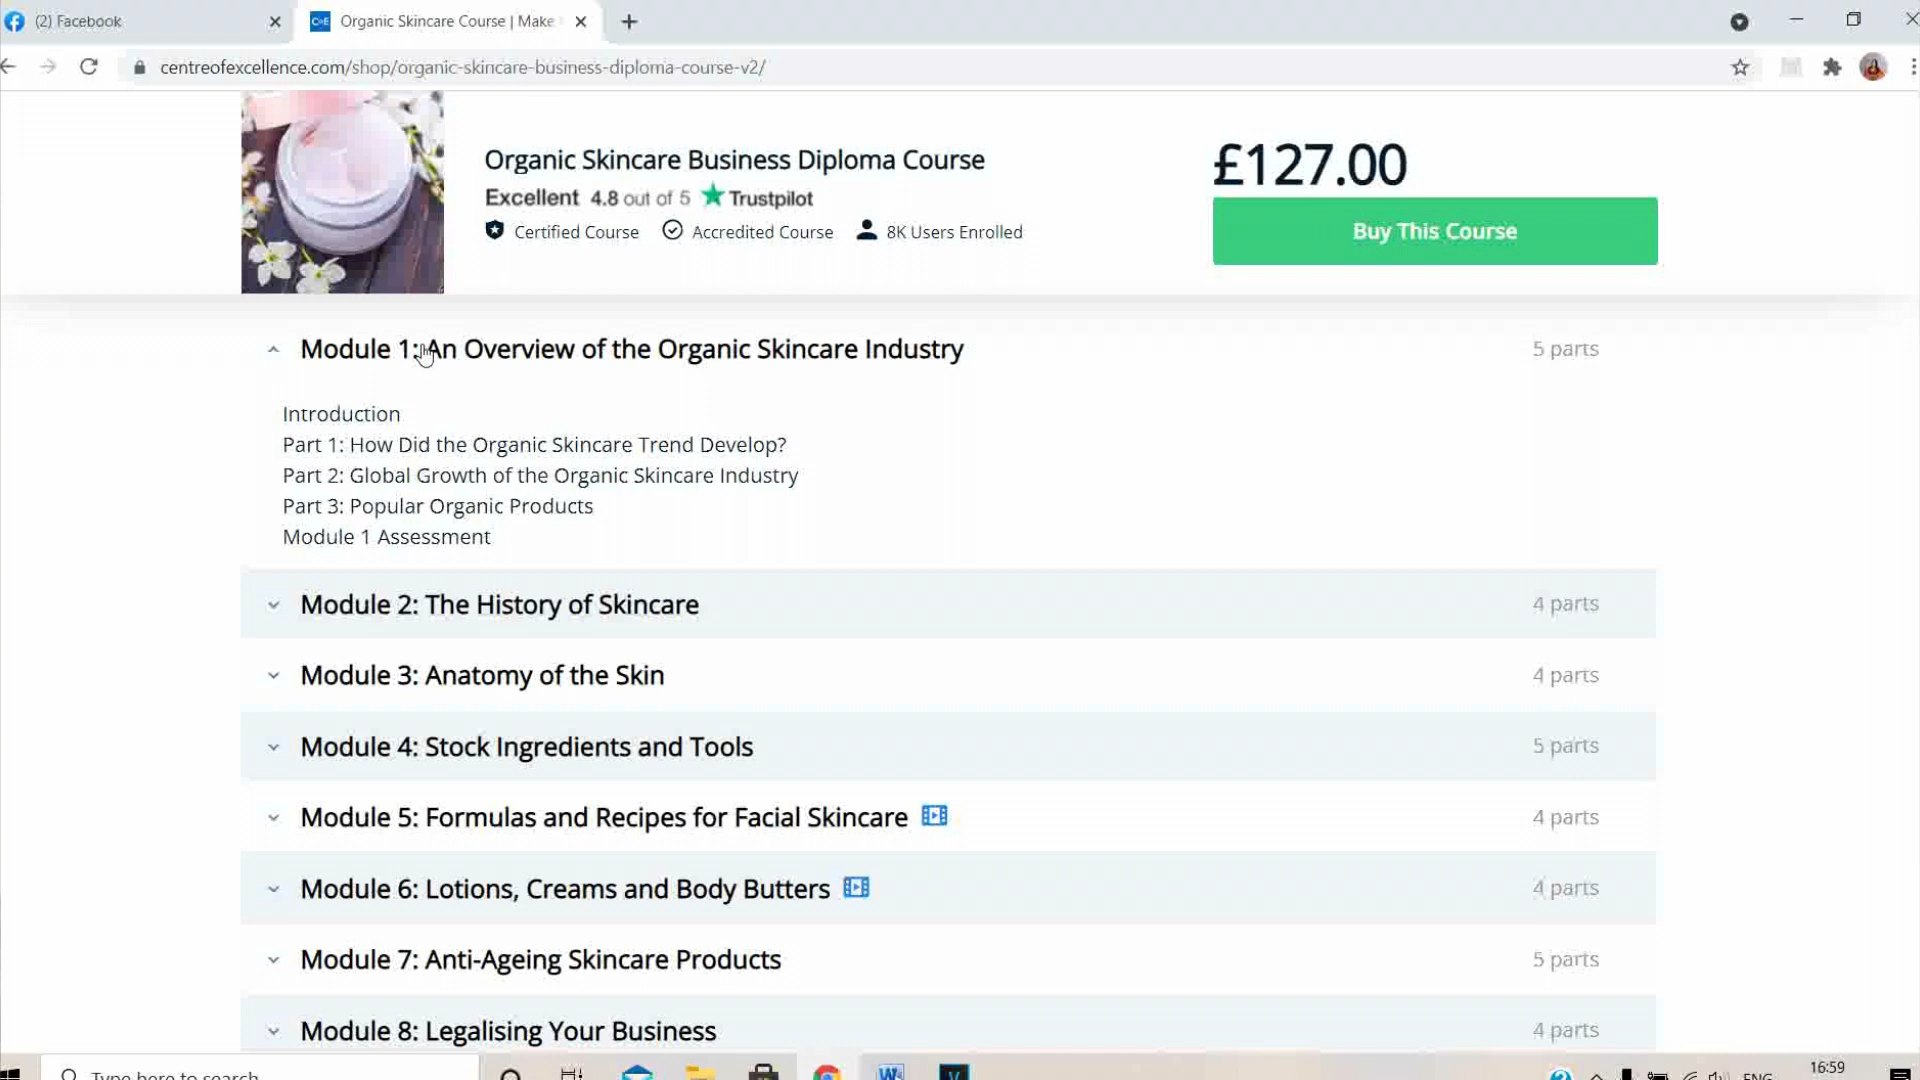 (2) Facebook
Organic Skincare Course | Make
centreofexcellence.com/shop/organic-skincare-business-diploma-course-v2/
Organic Skincare Business Diploma Course
£127.00
Excellent 4.8 out of 5 Trustpilot
Certified Course
Accredited Course
8K Users Enrolled
Buy This Course
Module 1: An Overview of the Organic Skincare Industry
5 parts
Introduction
Part 1: How Did the Organic Skincare Trend Develop?
Part 2: Global Growth of the Organic Skincare Industry
Part 3: Popular Organic Products
Module 1 Assessment
Module 2: The History of Skincare
4 parts
Module 3: Anatomy of the Skin
4 parts
Module 4: Stock Ingredients and Tools
5 parts
Module 5: Formulas and Recipes for Facial Skincare
4 parts
Module 6: Lotions, Creams and Body Butters
4 parts
Module 7: Anti-Ageing Skincare Products
5 parts
Module 8: Legalising Your Business
4 parts
Type here to search
ENG
16:59